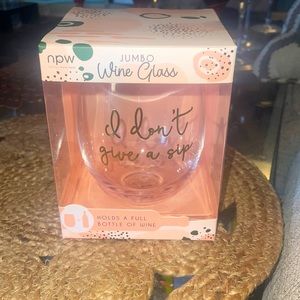 npw
JUMBO
Wine Glass
I don't
give a sip
HOLDS A FULL
BOTTLE OF WINE